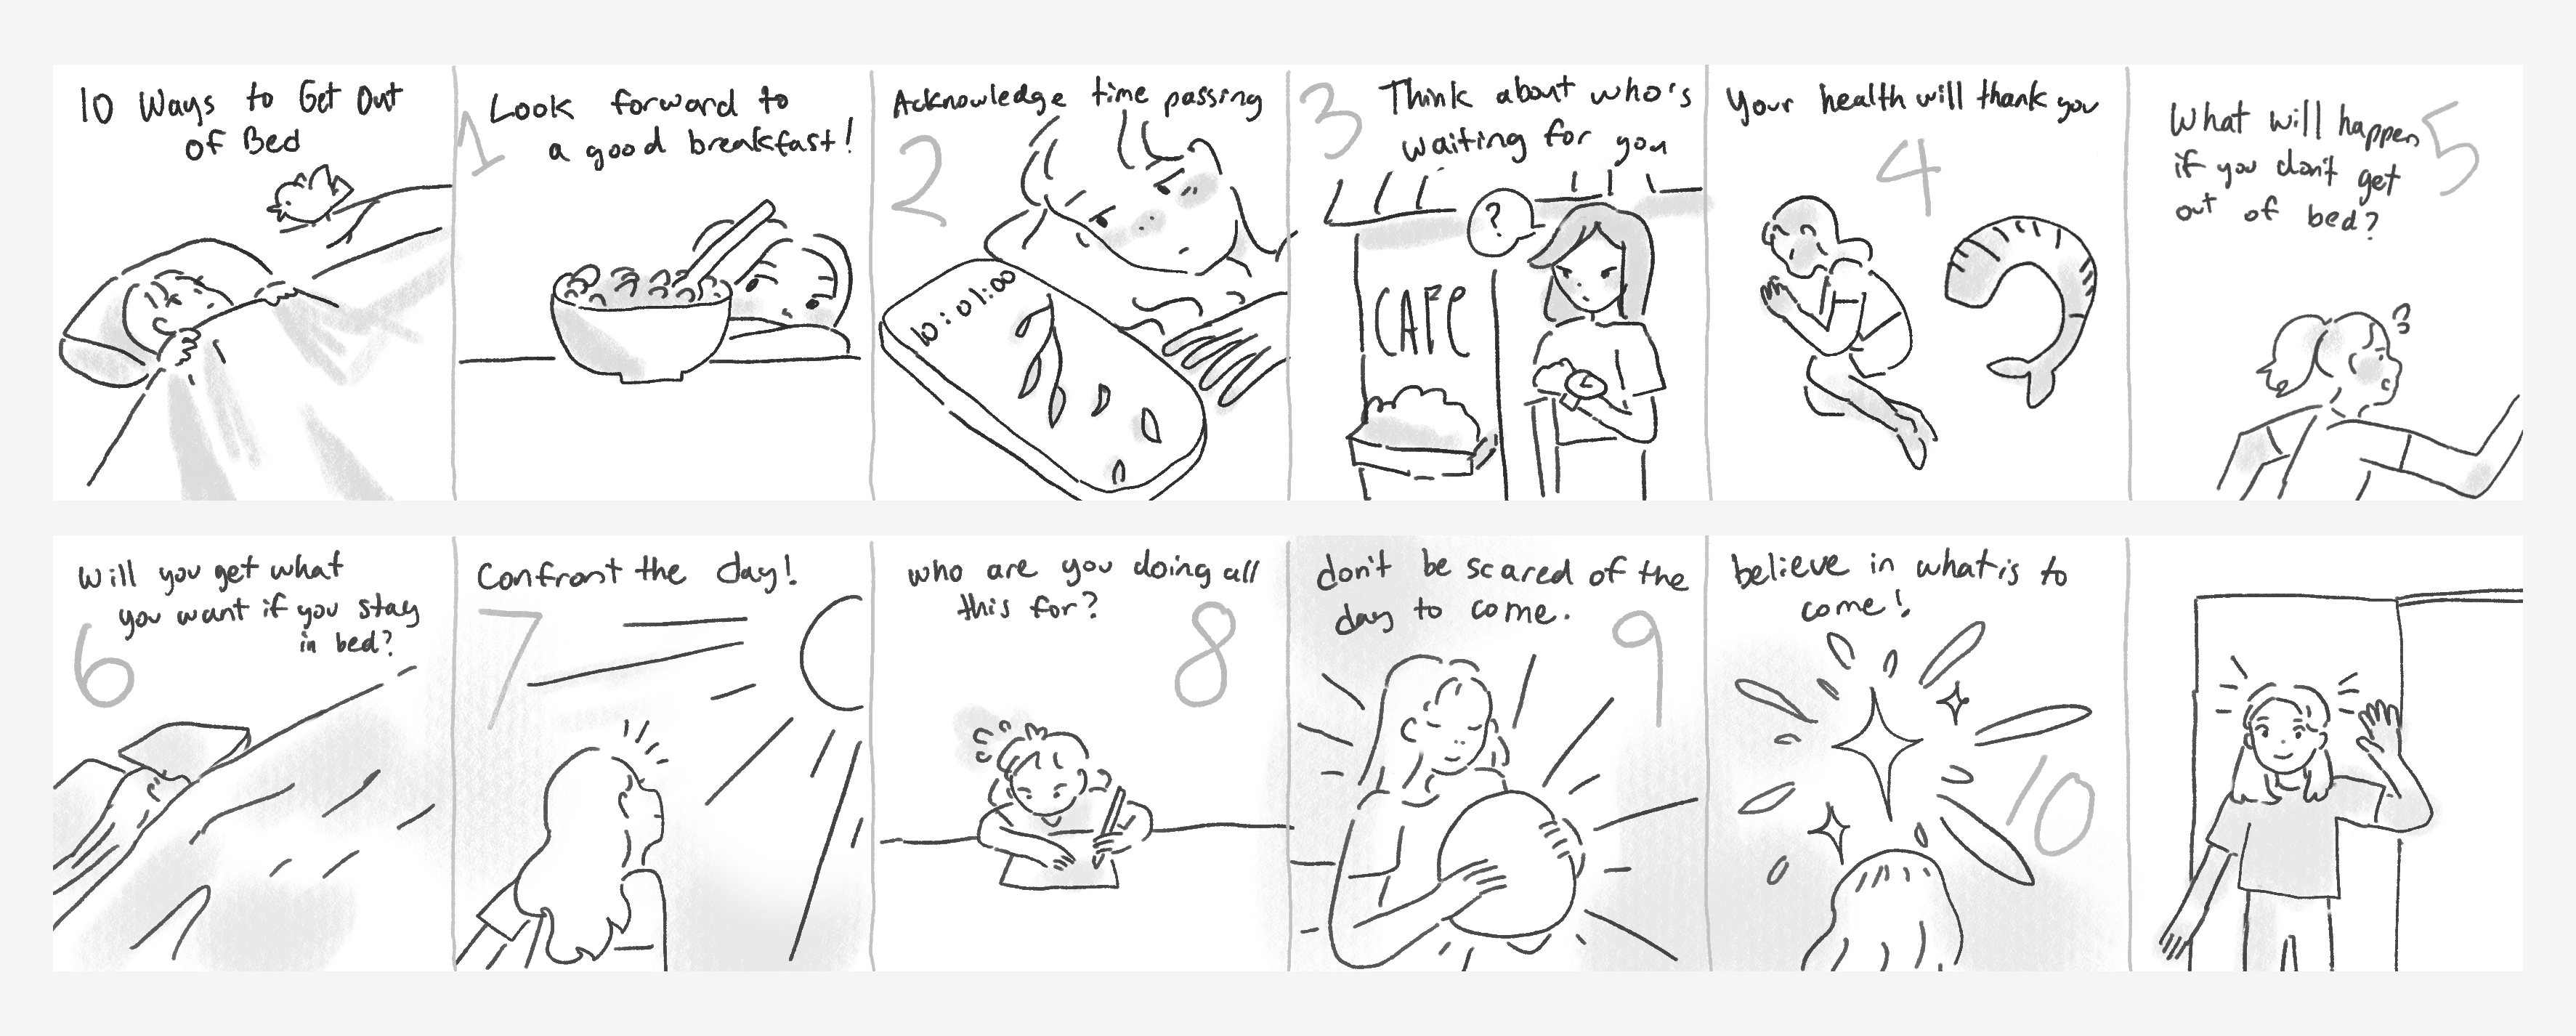 10 Ways to Get Out
of Bed
1
Look forward to
a good breakfast!
Acknowledge time passing
2
10:01:00
3
Think about who's
waiting for you
?
CAFE
Your health will thank you
4
What will happen
if you don't get
out of bed?
5
Will you get what
you want if you stay
in bed?
6
Confront the day!
7
who are you doing all
this for?
8
don't be scared of the
day to come.
9
believe in what is to
come!
10